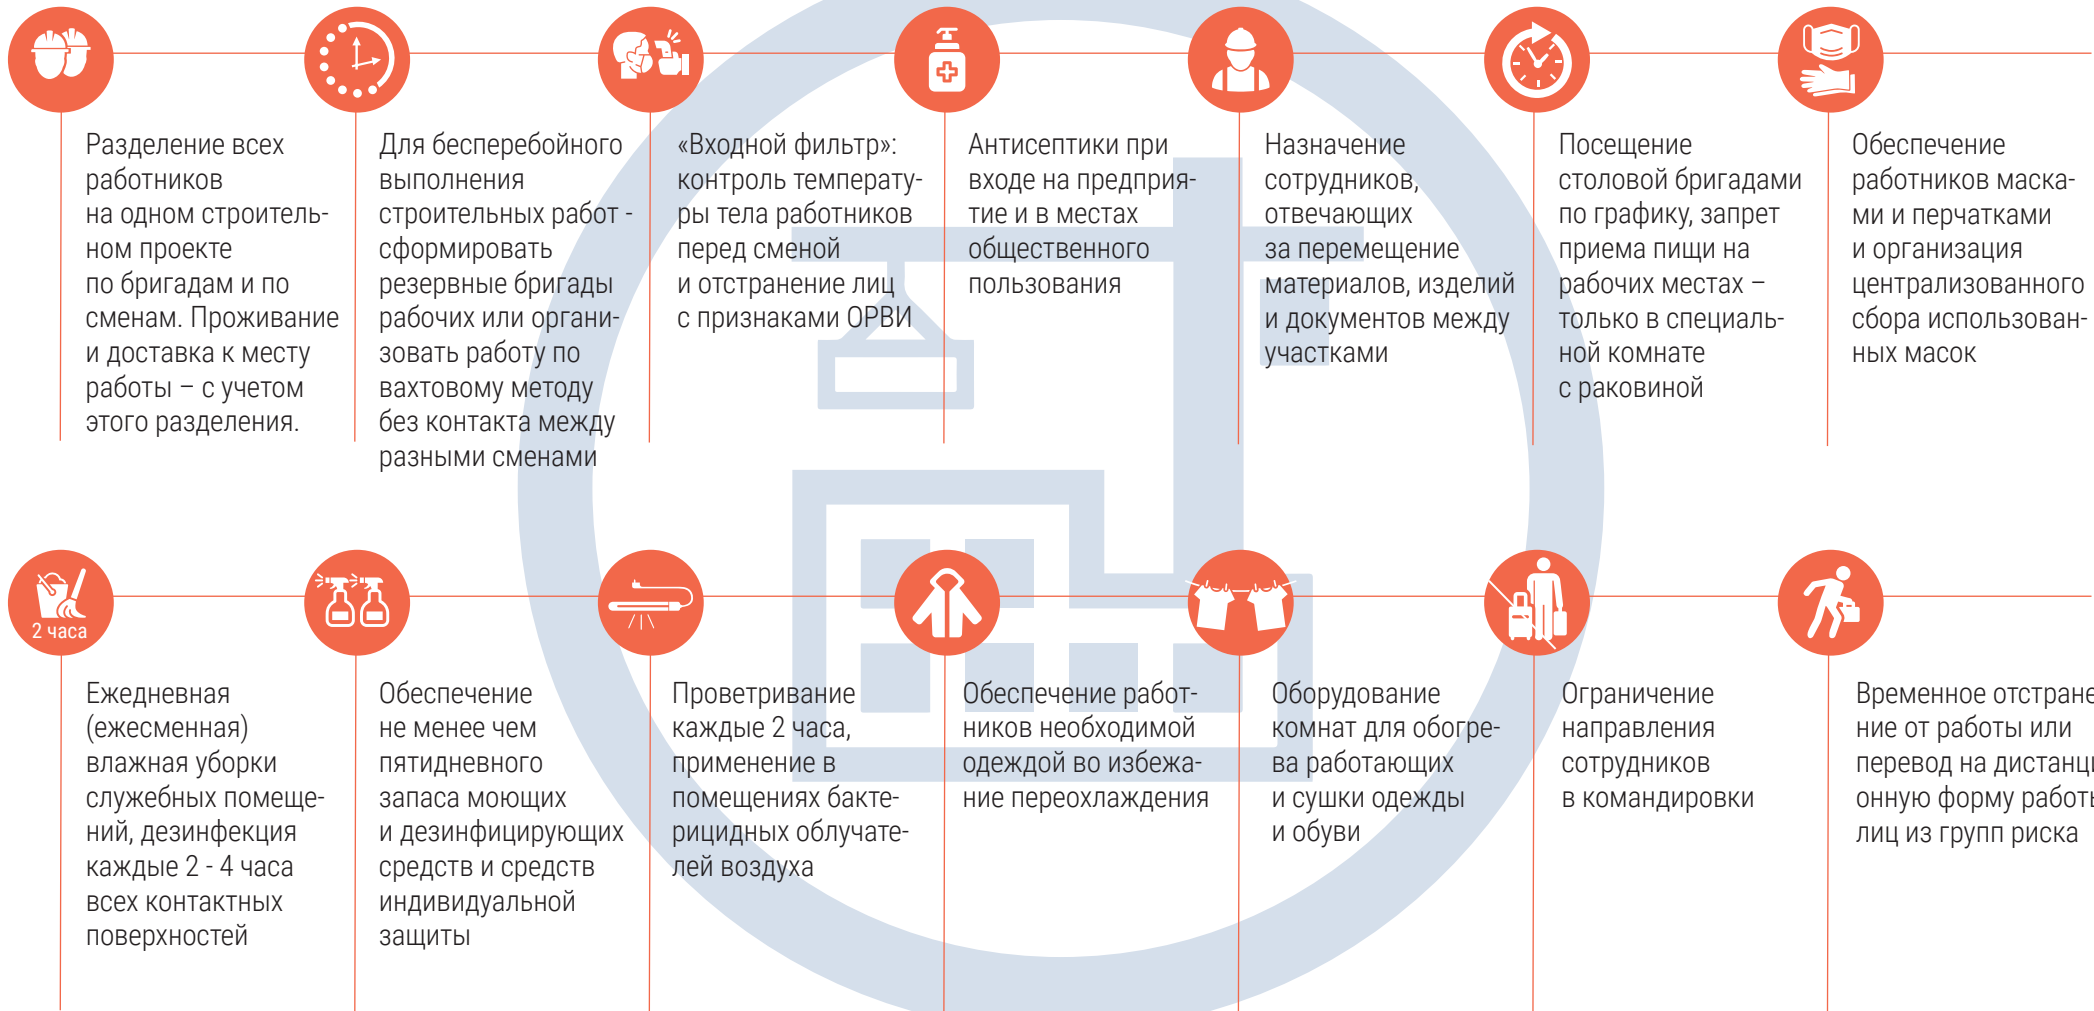 Разделение всех
работников
на одном строитель-
ном проекте
по бригадам и по
сменам. Проживание
и доставка к месту
работы – с учетом
этого разделения.
Для бесперебойного
выполнения
строительных работ -
сформировать
резервные бригады
рабочих или органи-
зовать работу по
вахтовому методу
без контакта между
разными сменами
«Входной фильтр»:
контроль температу-
ры тела работников
перед сменой
и отстранение лиц
с признаками ОРВИ
Антисептики при
входе на предприя-
тие и в местах
общественного
пользования
Назначение
сотрудников,
отвечающих
за перемещение
материалов, изделий
и документов между
участками
Посещение
столовой бригадами
по графику, запрет
приема пищи на
рабочих местах –
только в специаль-
ной комнате
с раковиной
Обеспечение
работников маска-
ми и перчатками
и организация
централизованного
сбора использован-
ных масок
2 часа
Ежедневная
(ежесменная)
влажная уборки
служебных помеще-
ний, дезинфекция
каждые 2 - 4 часа
всех контактных
поверхностей
Обеспечение
не менее чем
пятидневного
запаса моющих
и дезинфицирующих
средств и средств
индивидуальной
защиты
Проветривание
каждые 2 часа,
применение в
помещениях бакте-
рицидных облучате-
лей воздуха
Обеспечение работ-
ников необходимой
одеждой во избежа-
ние переохлаждения
Оборудование
комнат для обогре-
ва работающих
и сушки одежды
и обуви
Ограничение
направления
сотрудников
в командировки
Временное отстране
ние от работы или
перевод на дистанц
онную форму работы
лиц из групп риска